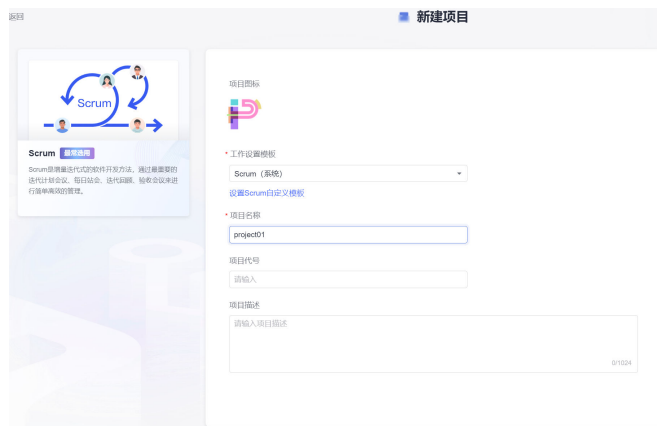 返回
新建项目
Scrum
Scrum 最常选用
Scrum是增量迭代式的软件开发方法，通过最重要的
迭代计划会议、每日站会、迭代回顾、验收会议来进
行简单高效的管理。
项目图标
* 工作设置模板
Scrum（系统）
设置Scrum自定义模板
* 项目名称
project01
项目代号
请输入
项目描述
请输入项目描述
0/1024